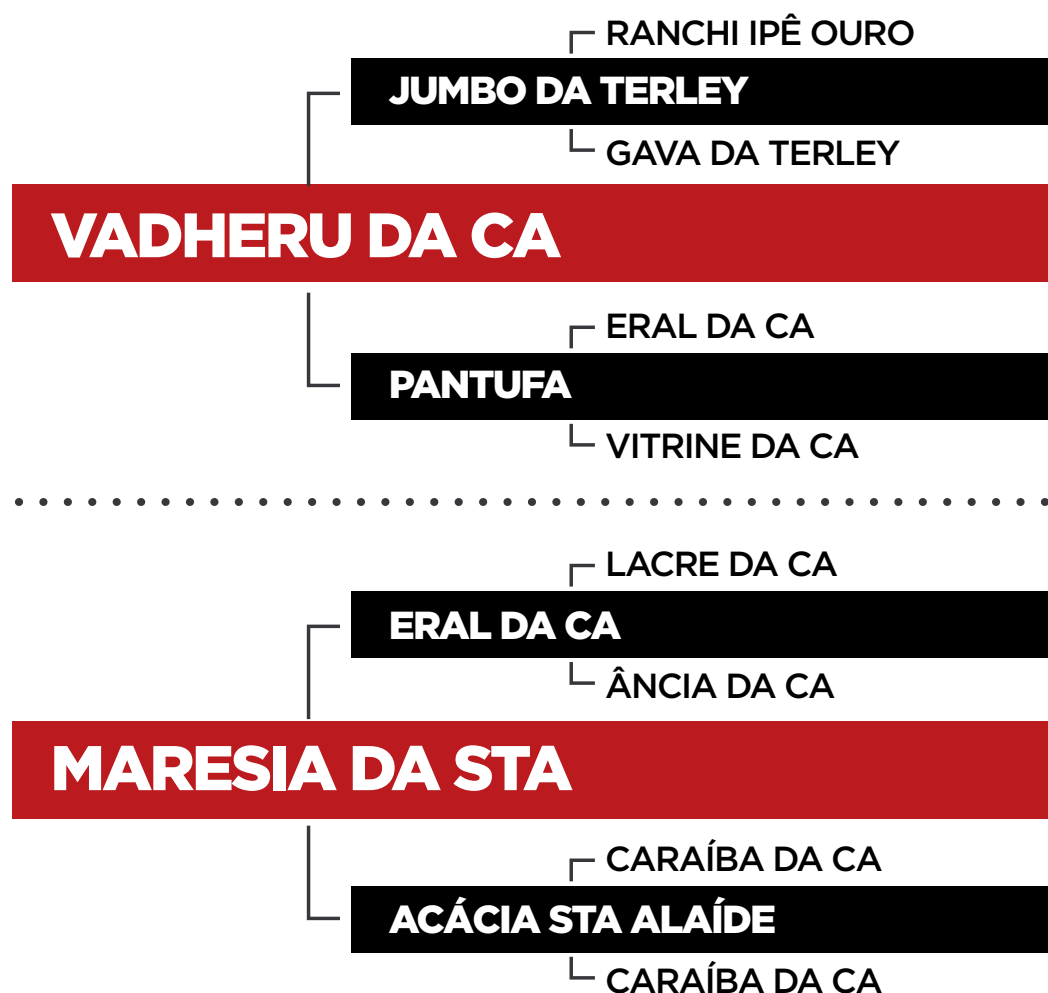 RANCHI IPÊ OURO
JUMBO DA TERLEY
GAVA DA TERLEY
VADHERU DA CA
ERAL DA CA
PANTUFA
VITRINE DA CA
LACRE DA CA
ERAL DA CA
ÂNCIA DA CA
MARESIA DA STA
CARAÍBA DA CA
ACÁCIA STA ALAÍDE
CARAÍBA DA CA